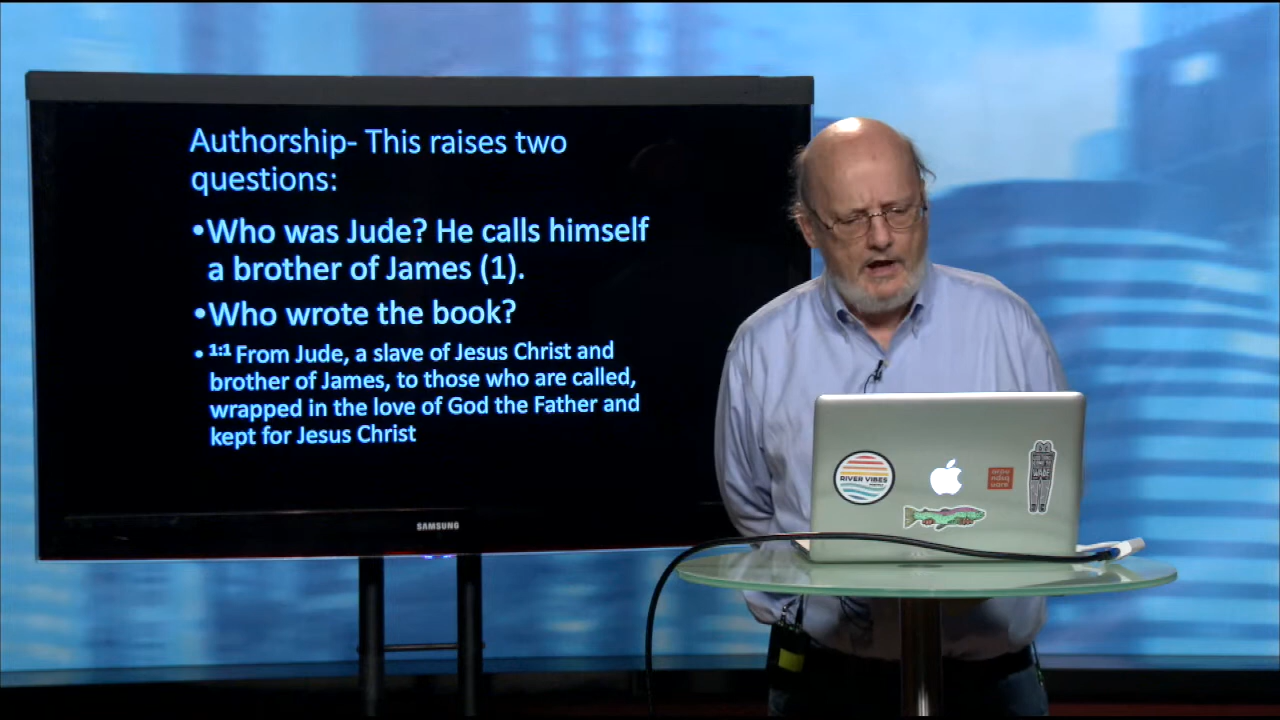 Authorship- This raises two
questions:
•Who was Jude? He calls himself
a brother of James (1).
•Who wrote the book?
• 1:1 From Jude, a slave of Jesus Christ and
brother of James, to those who are called,
wrapped in the love of God the Father and
kept for Jesus Christ
SAMSUNG
RIVER VIBES
WADE